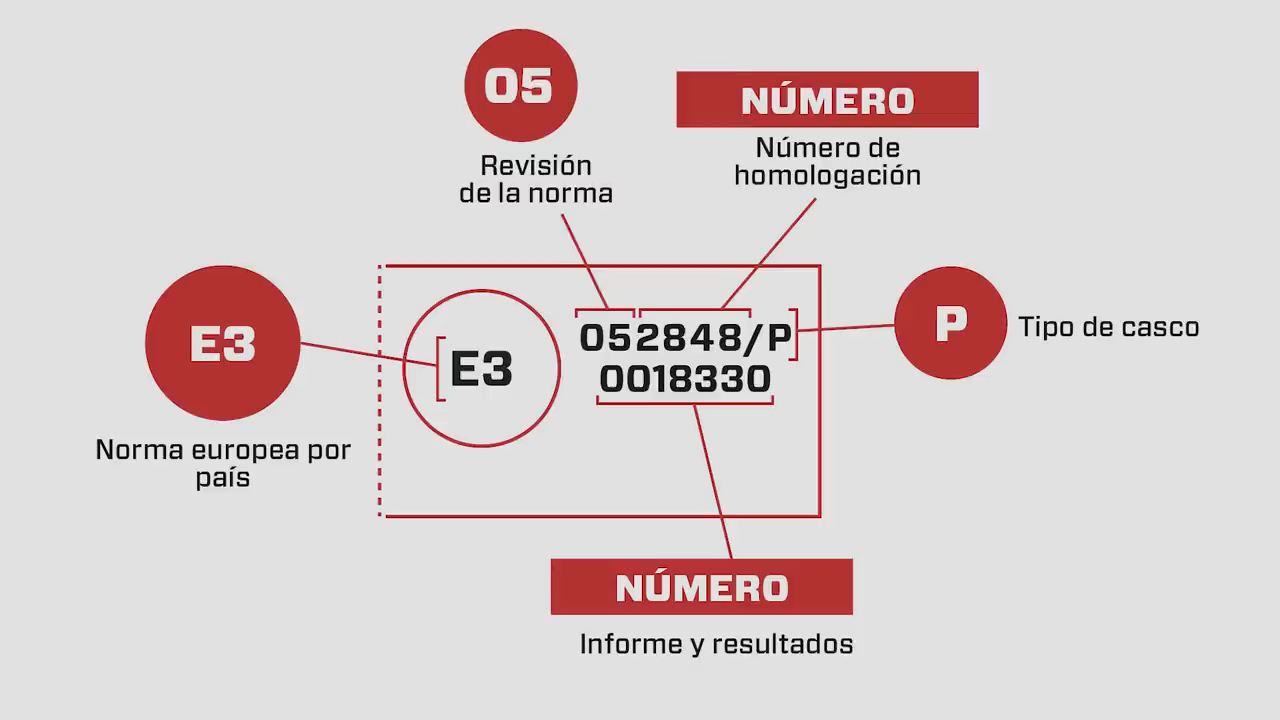 05
Revisión
de la norma
NÚMERO
Número de
homologación
E3
Norma europea por
país
E3
052848/P
0018330
P
Tipo de casco
NÚMERO
Informe y resultados